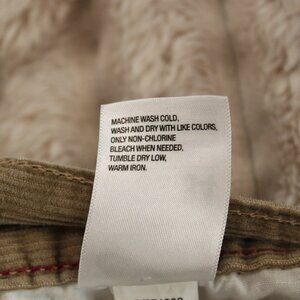 MACHINE WASH COLD,
WASH AND DRY WITH LIKE COLORS,
ONLY NON-CHLORINE
BLEACH WHEN NEEDED,
TUMBLE DRY LOW,
WARM IRON.